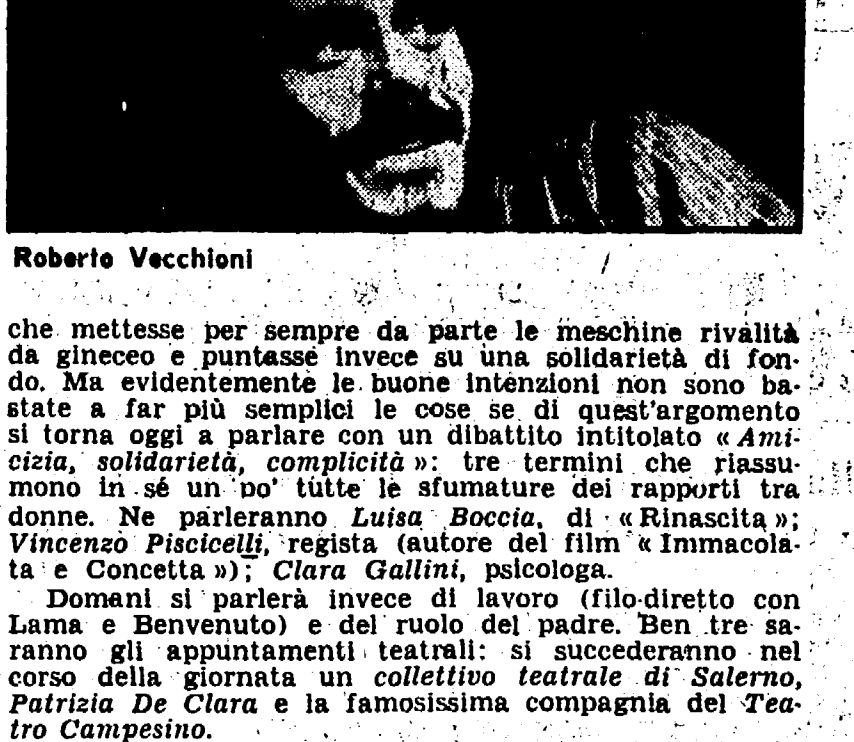 Roberto Vecchioni
che mettesse per sempre da parte le meschine rivalità
da gineceo e puntasse invece su una solidarietà di fon-
do. Ma evidentemente le buone intenzioni non sono ba-
state a far più semplici le cose se di quest'argomento
si torna oggi a parlare con un dibattito intitolato « Ami-
cizia, solidarietà, complicità »: tre termini che riassu-
mono in sé un po' tutte le sfumature dei rapporti tra
donne. Ne parleranno Luisa Boccia, di « Rinascita »;
Vincenzo Piscicelli, regista (autore del film « Immacola-
ta e Concetta »); Clara Gallini, psicologa.
Domani si parlerà invece di lavoro (filo-diretto con
Lama e Benvenuto) e del ruolo del padre. Ben tre sa-
ranno gli appuntamenti teatrali: si succederanno nel
corso della giornata un collettivo teatrale di Salerno,
Patrizia De Clara e la famosissima compagnia del Tea-
tro Campesino.